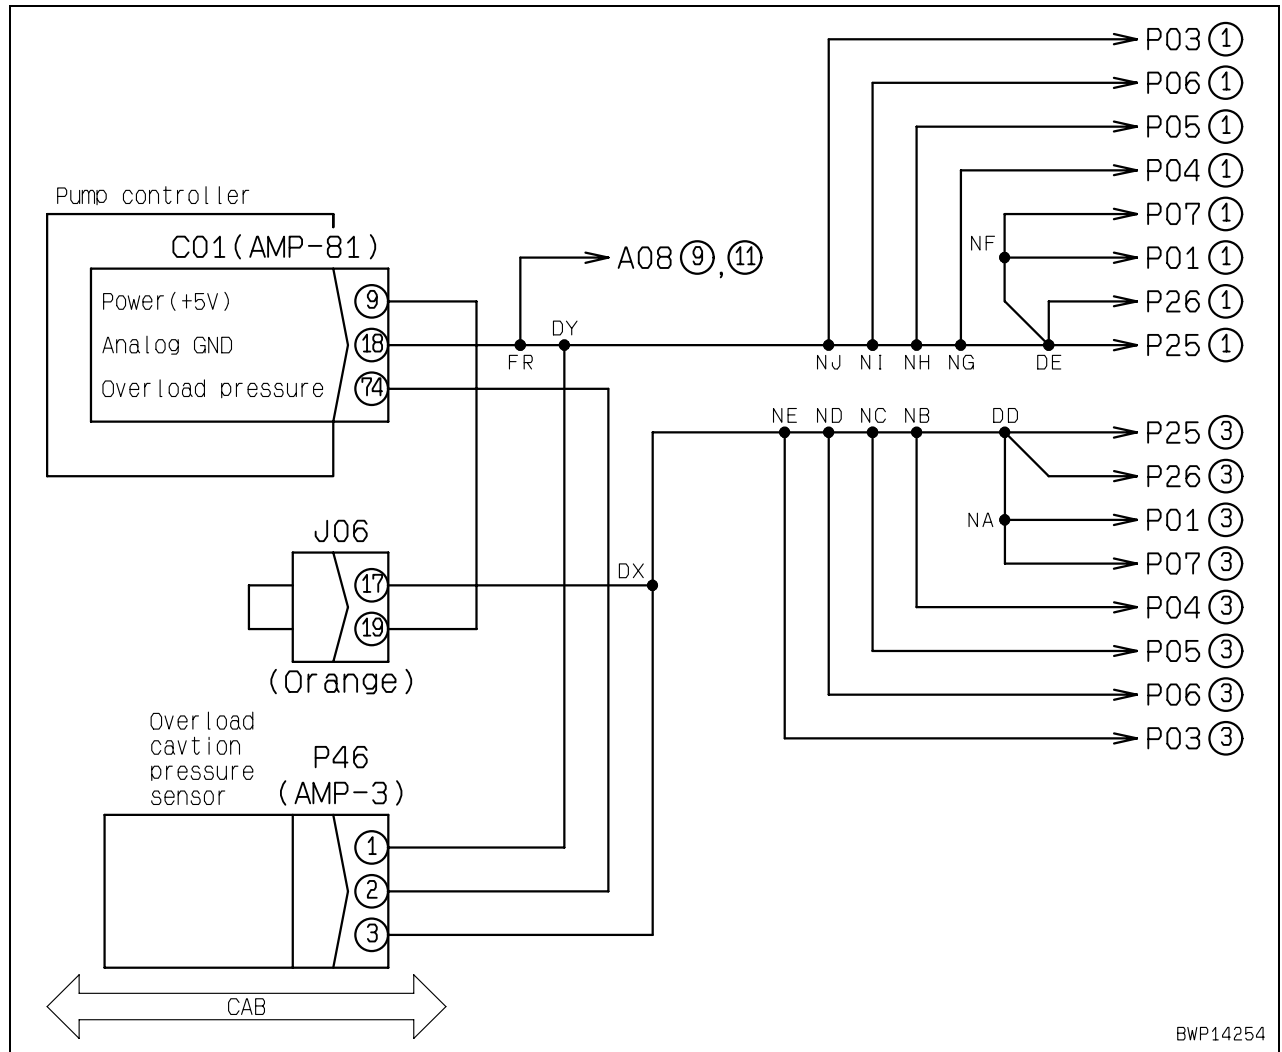 P03 1
P06 1
P05 1
P04 1
Pump controller
P07 1
NF
C01(AMP-81)
A08 9, 11
P01 1
Power(+5V) 9
P26 1
DY
Analog GND 18
P25 1
FR
NJ NI NH NG DE
Overload pressure 74
NE ND NC NB DD
P25 3
P26 3
J06
NA
P01 3
DX
17
P07 3
19
P04 3
(Orange)
P05 3
P06 3
Overload
cavtion
pressure
sensor
P46
(AMP-3)
P03 3
1
2
3
CAB
BWP14254